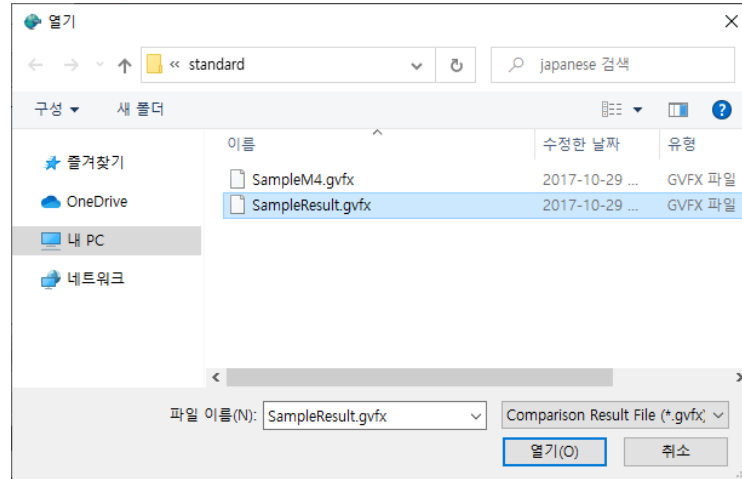 열기
« standard
japanese 검색
구성 새 폴더
이름 수정한 날짜 유형
즐겨찾기
OneDrive
내 PC
네트워크
SampleM4.gvfx 2017-10-29 ... GVFX 파일
SampleResult.gvfx 2017-10-29 ... GVFX 파일
파일 이름(N): SampleResult.gvfx Comparison Result File (*.gvfx;
열기(O) 취소